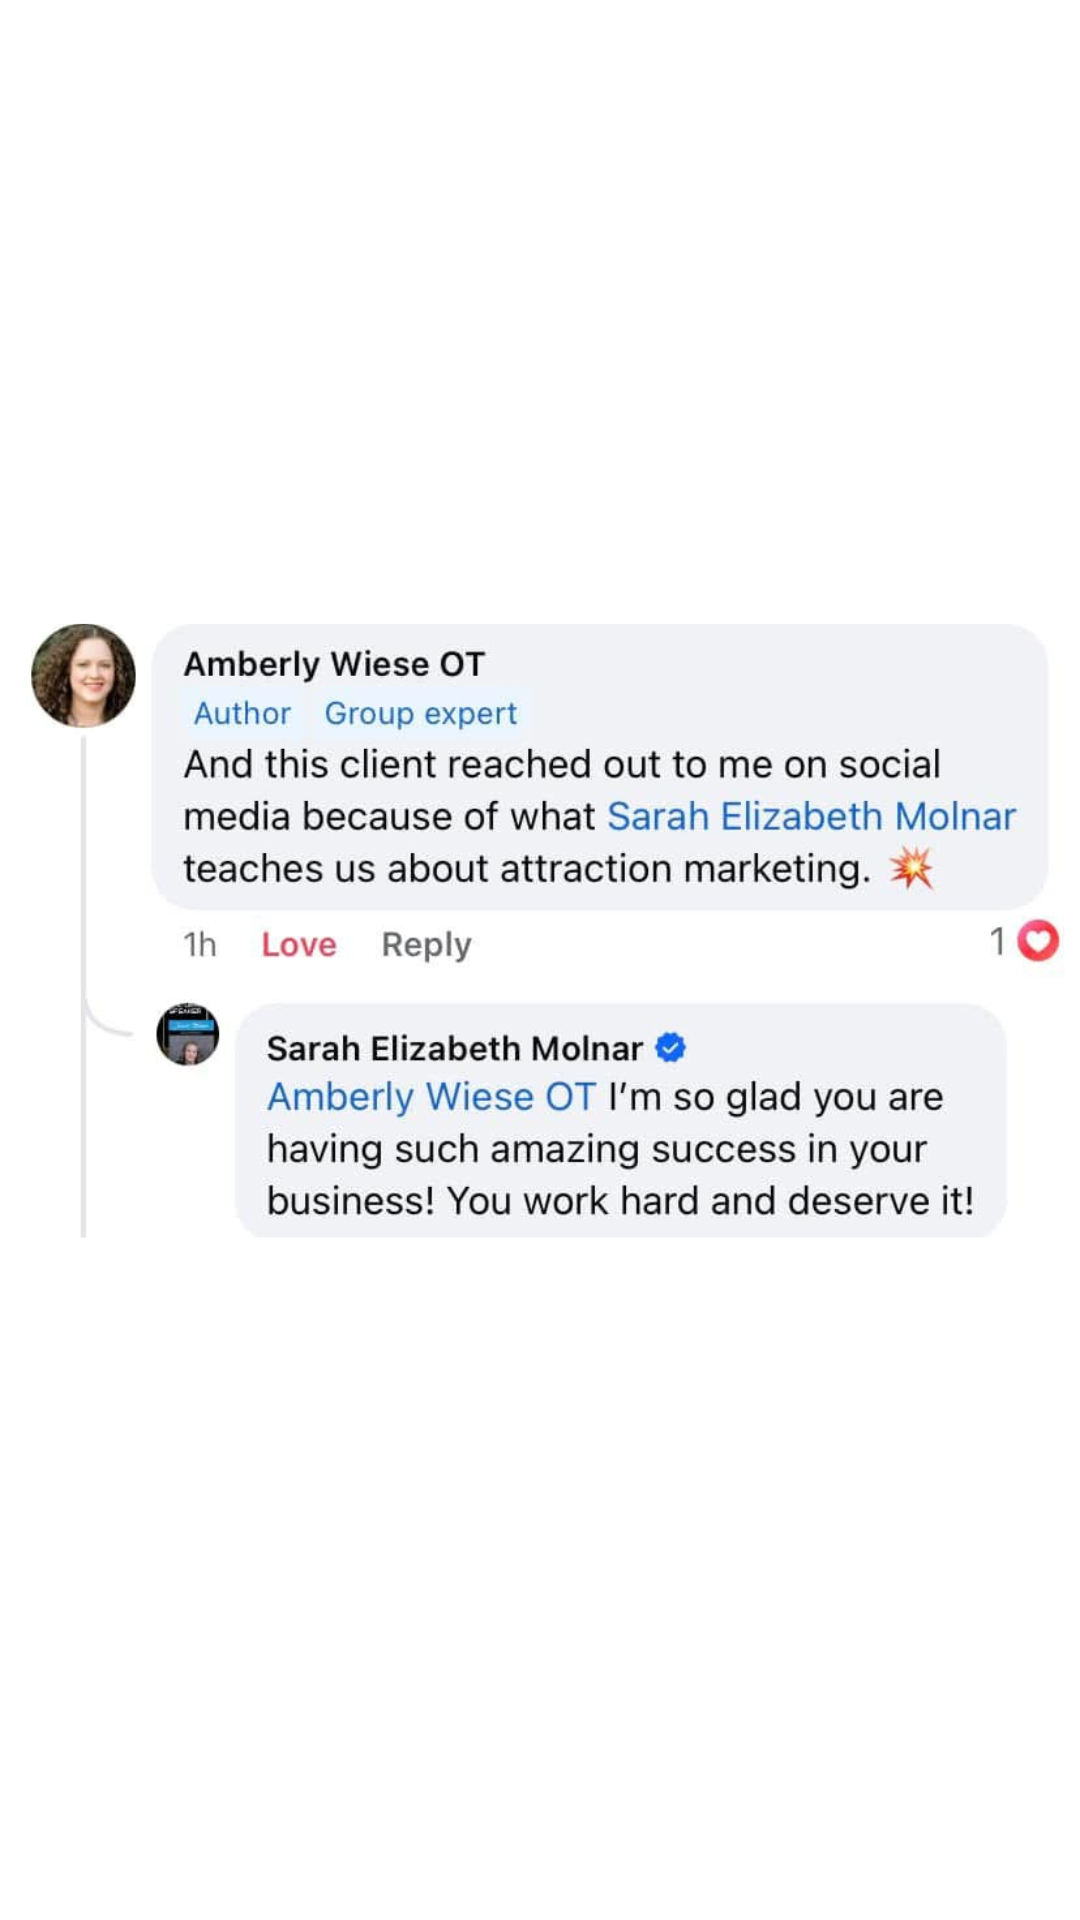 Amberly Wiese OT
Author Group expert
And this client reached out to me on social
media because of what Sarah Elizabeth Molnar
teaches us about attraction marketing. 💥
1h Love Reply 1
Sarah Elizabeth Molnar
Amberly Wiese OT I’m so glad you are
having such amazing success in your
business! You work hard and deserve it!